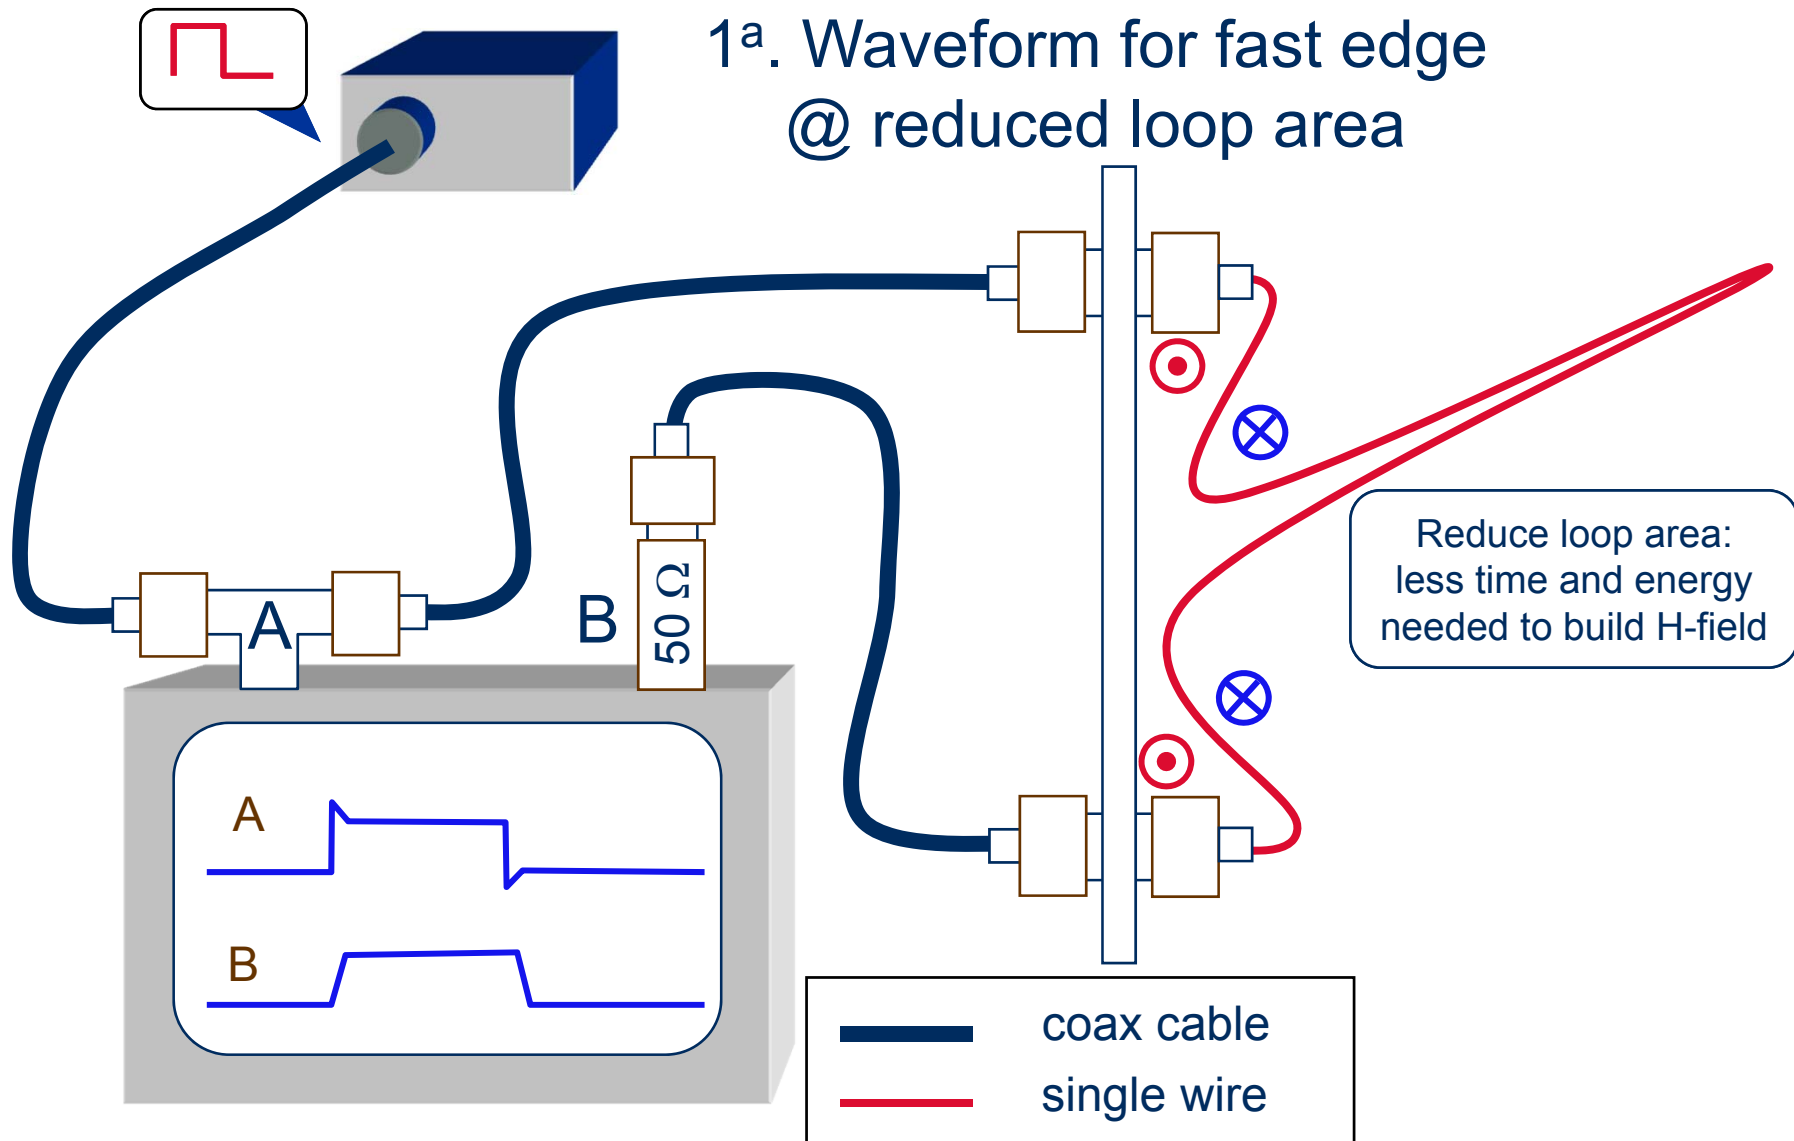 1ª. Waveform for fast edge
@ reduced loop area
Reduce loop area:
less time and energy
needed to build H-field
A
B
50 Ω
A
B
coax cable
single wire